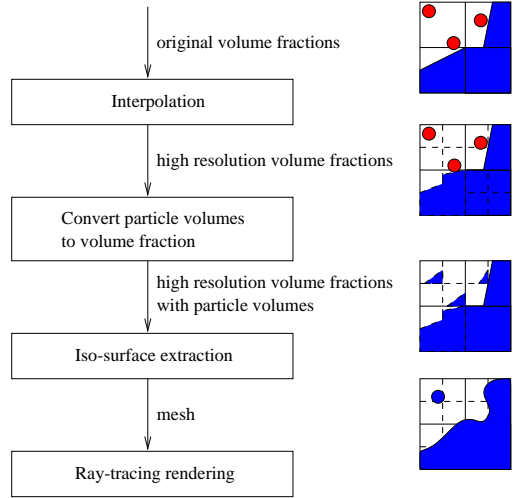 original volume fractions
Interpolation
high resolution volume fractions
Convert particle volumes
to volume fraction
high resolution volume fractions
with particle volumes
Iso-surface extraction
mesh
Ray-tracing rendering